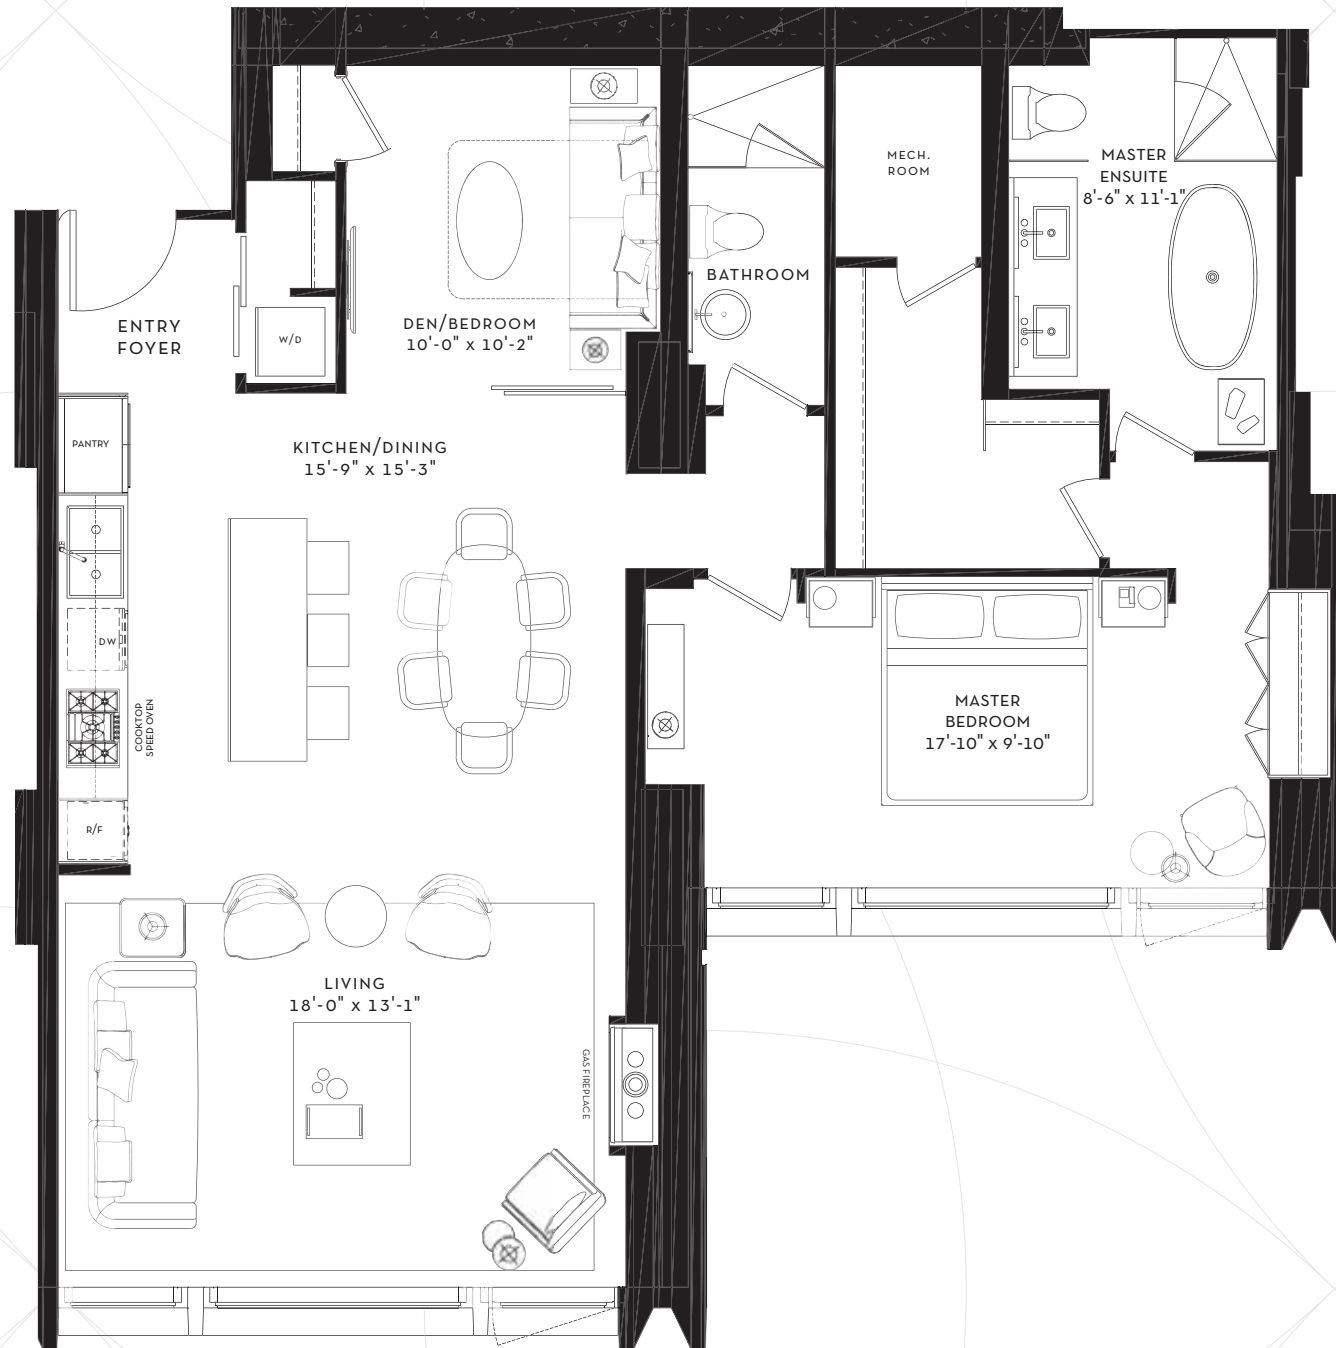 MECH.
ROOM
MASTER
ENSUITE
8'-6" x 11'-1"
BATHROOM
ENTRY
FOYER
W/D
DEN/BEDROOM
10'-0" x 10'-2"
PANTRY
KITCHEN/DINING
15'-9" x 15'-3"
DW
COOKTOP
SPEED OVEN
R/F
MASTER
BEDROOM
17'-10" x 9'-10"
LIVING
18'-0" x 13'-1"
GAS FIREPLACE